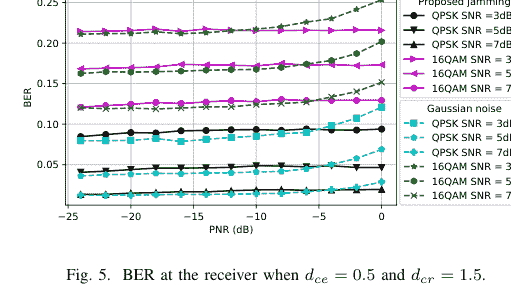 Proposed Jamming
QPSK SNR =3dB
QPSK SNR =5dB
QPSK SNR =7dB
16QAM SNR = 3
16QAM SNR = 5
16QAM SNR = 7
Gaussian noise
QPSK SNR = 3dB
QPSK SNR = 5dB
QPSK SNR = 7dB
16QAM SNR = 3
16QAM SNR = 5
16QAM SNR = 7
0.25
0.20
0.15
0.10
0.05
BER
−25 −20 −15 −10 −5 0
PNR (dB)
Fig. 5. BER at the receiver when d_ce = 0.5 and d_cr = 1.5.